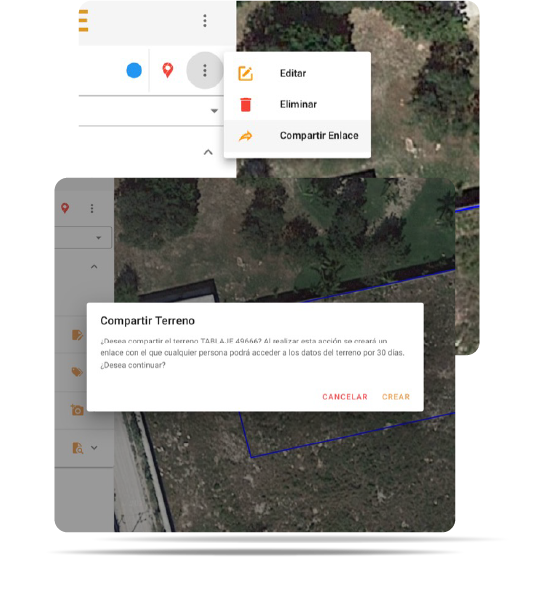 Editar
Eliminar
Compartir Enlace
Compartir Terreno
¿Desea compartir el terreno TABLAJE 49666? Al realizar esta acción se creará un
enlace con el que cualquier persona podrá acceder a los datos del terreno por 30 días.
¿Desea continuar?
CANCELAR CREAR